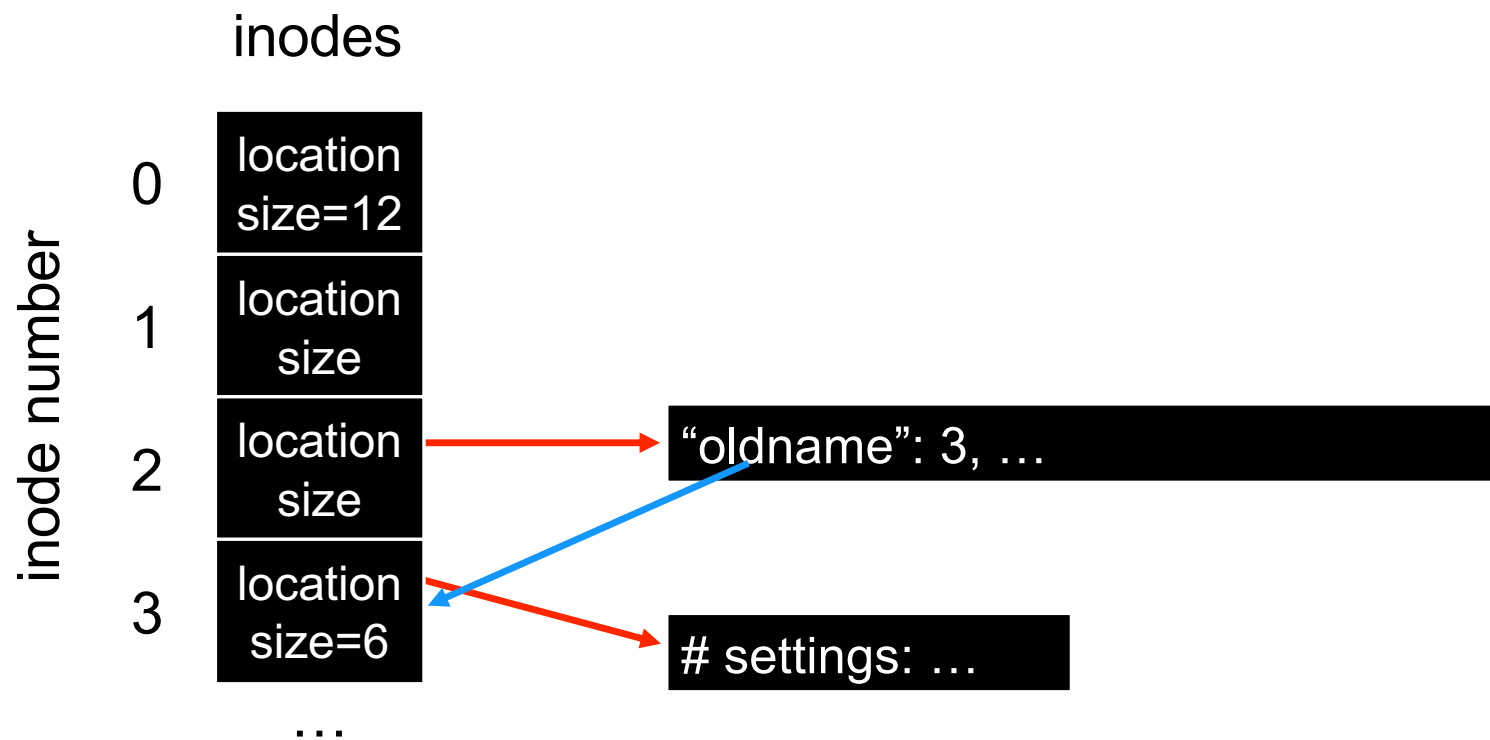 inodes
inode number
0
location
size=12
1
location
size
2
location
size
“oldname”: 3, …
3
location
size=6
# settings: …
…